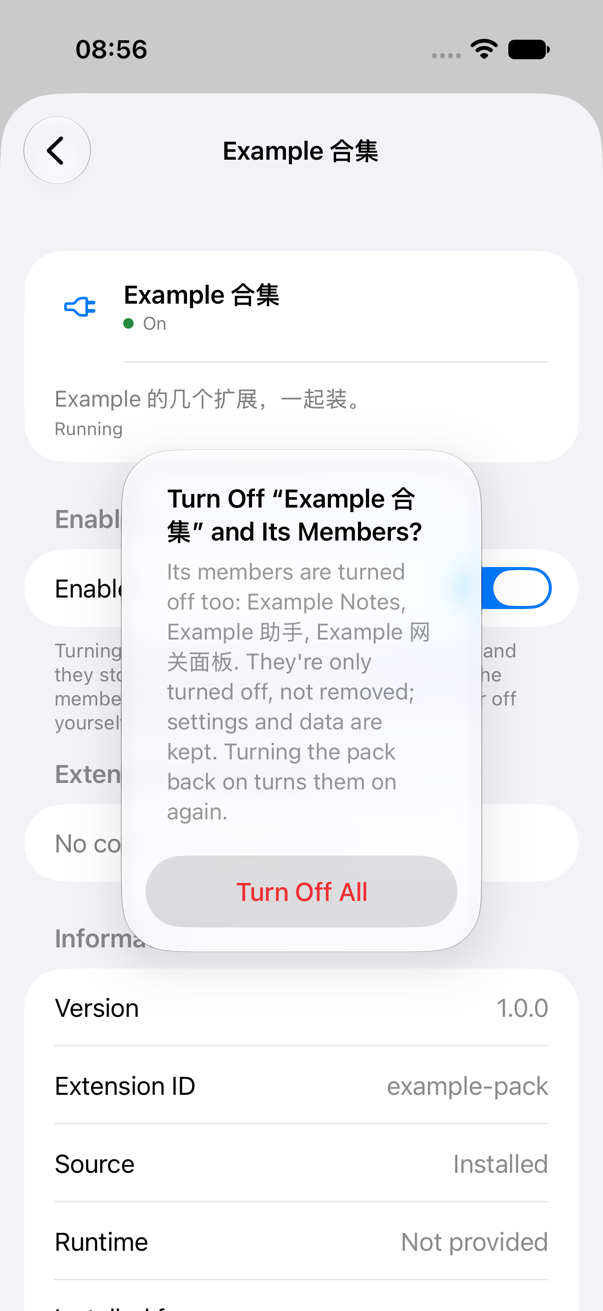 08:56
Example 合集
Example 合集
On
Example 的几个扩展，一起装。
Running
Turn Off “Example 合
集” and Its Members?
Its members are turned
off too: Example Notes,
Example 助手, Example 网
关面板. They're only
turned off, not removed;
settings and data are
kept. Turning the pack
back on turns them on
again.
Turn Off All
Turning
and
off
Version
1.0.0
Extension ID
example-pack
Source
Installed
Runtime
Not provided